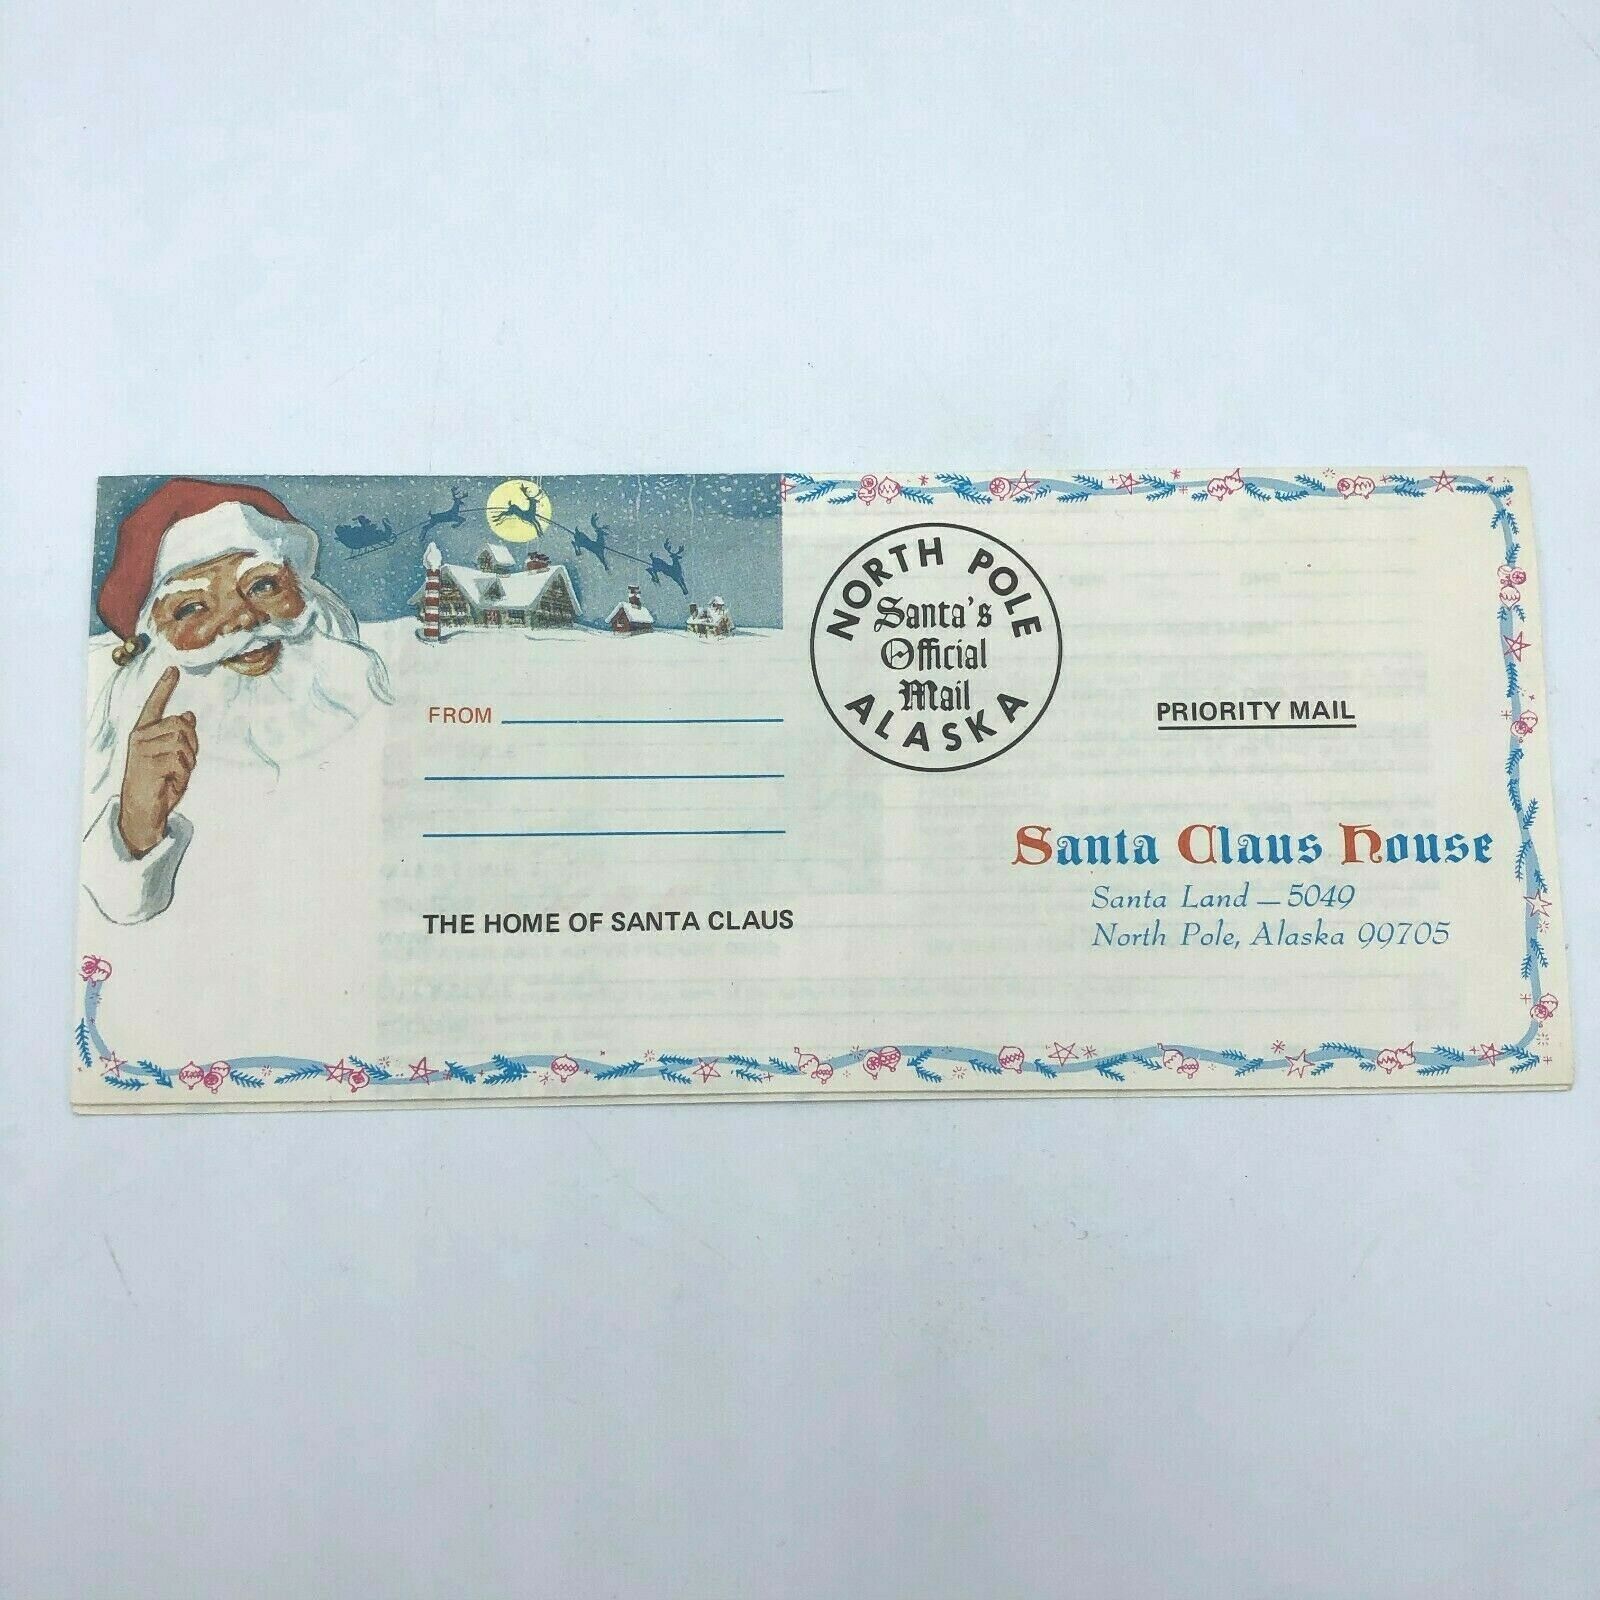 NORTH POLE
Santa's
Official
Mail
ALASKA
FROM
PRIORITY MAIL
THE HOME OF SANTA CLAUS
Santa Claus House
Santa Land — 5049
North Pole, Alaska 99705